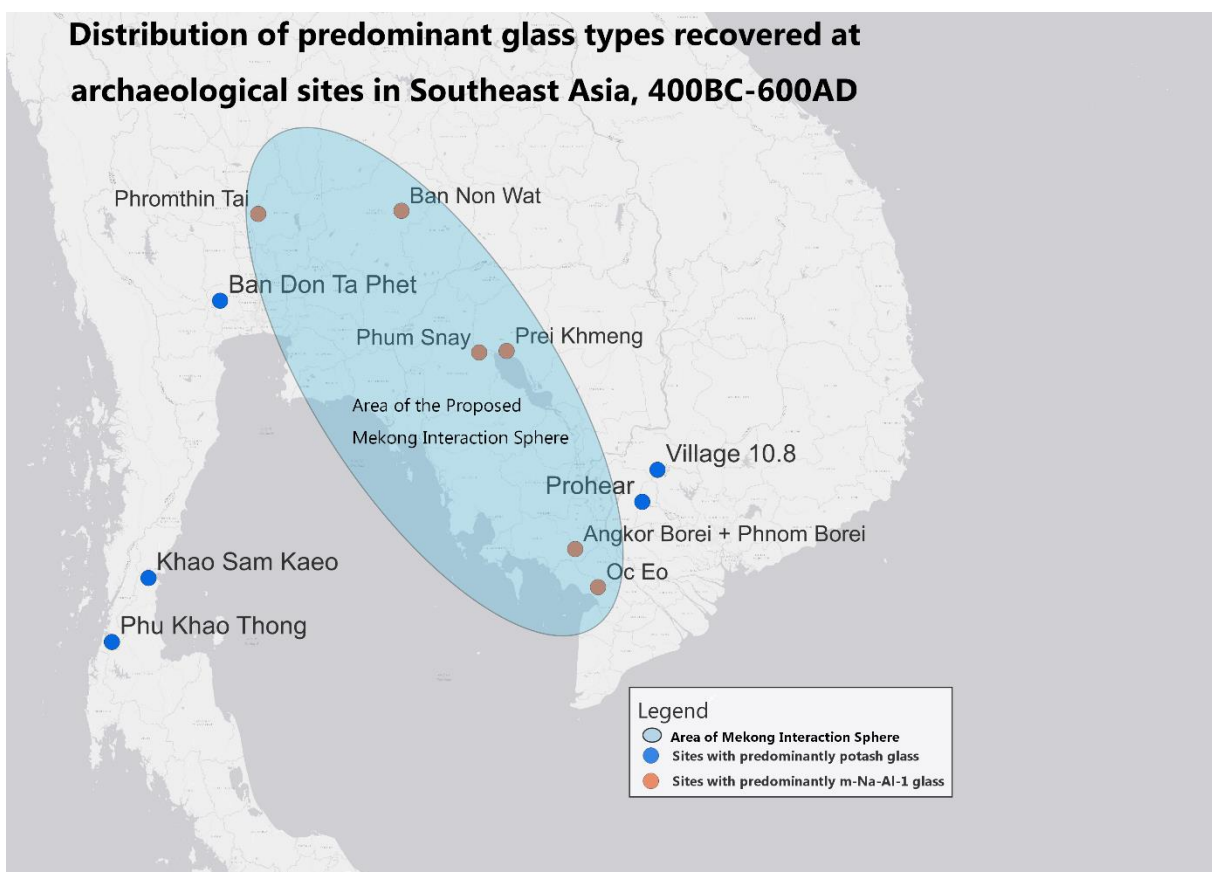 Distribution of predominant glass types recovered at
archaeological sites in Southeast Asia, 400BC-600AD
Phromthin Tai
Ban Non Wat
Ban Don Ta Phet
Phum Snay
Prei Khmeng
Area of the Proposed
Mekong Interaction Sphere
Village 10.8
Prohear
Angkor Borei + Phnom Borei
Khao Sam Kaeo
Oc Eo
Phu Khao Thong
Legend
Area of Mekong Interaction Sphere
Sites with predominantly potash glass
Sites with predominantly m-Na-Al-1 glass